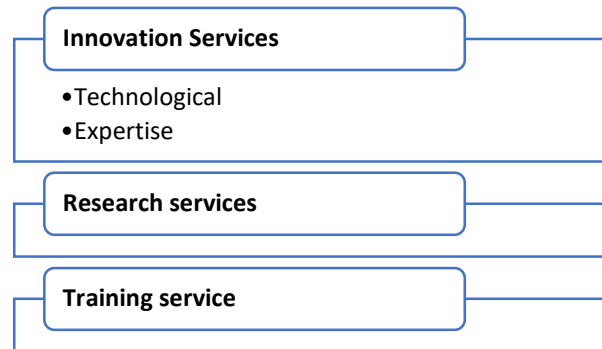 Innovation Services
•Technological
•Expertise
Research services
Training service